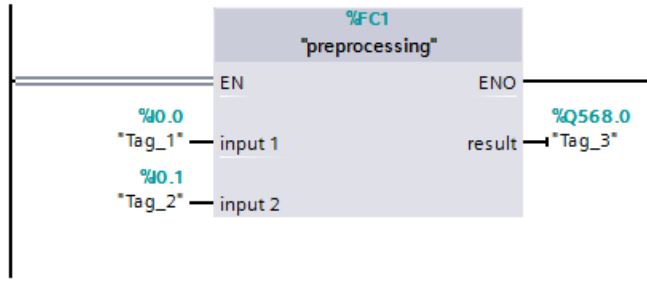 %FC1
"preprocessing"
EN ENO
%I0.0 %Q568.0
"Tag_1" input 1 result "Tag_3"
%I0.1
"Tag_2" input 2